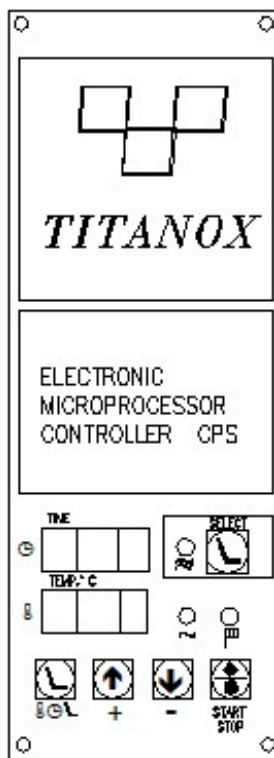 TITANOX
ELECTRONIC
MICROPROCESSOR
CONTROLLER CPS
TIME
SELECT
TEMP.° C
+ -
START
STOP